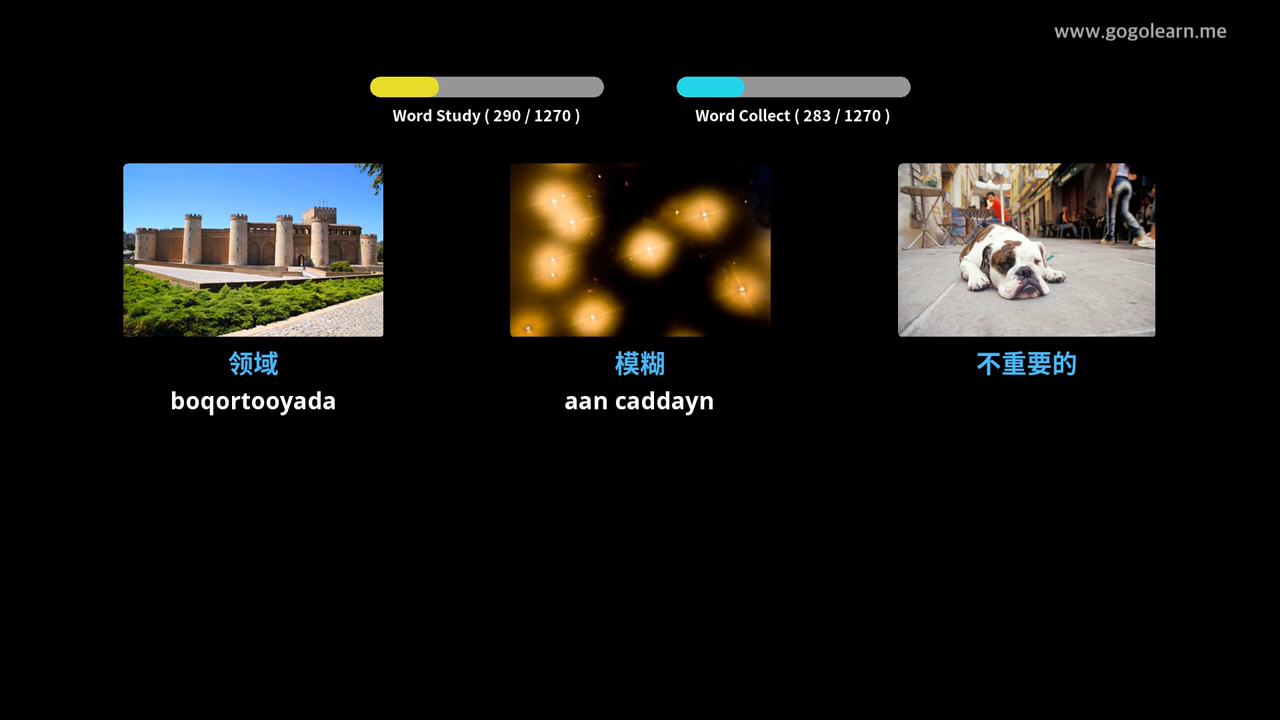 www.gogolearn.me
Word Study ( 290 / 1270 )
Word Collect ( 283 / 1270 )
领域
模糊
不重要的
boqortooyada
aan caddayn